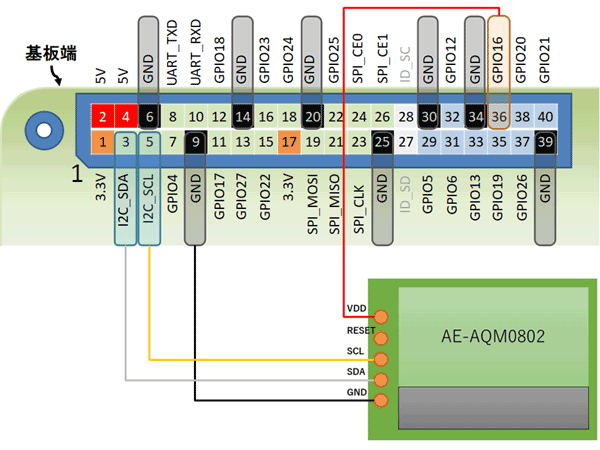 基板端
5V
5V
GND
UART_TXD
UART_RXD
GPIO18
GND
GPIO23
GPIO24
GND
GPIO25
SPI_CE0
SPI_CE1
ID_SC
GND
GPIO12
GND
GPIO16
GPIO20
GPIO21
2 4 6 8 10 12 14 16 18 20 22 24 26 28 30 32 34 36 38 40
1 3 5 7 9 11 13 15 17 19 21 23 25 27 29 31 33 35 37 39
1
3.3V
I2C_SDA
I2C_SCL
GPIO4
GND
GPIO17
GPIO27
GPIO22
3.3V
SPI_MOSI
SPI_MISO
SPI_CLK
GND
ID_SD
GPIO5
GPIO6
GPIO13
GPIO19
GPIO26
GND
VDD
RESET
SCL
SDA
GND
AE-AQM0802